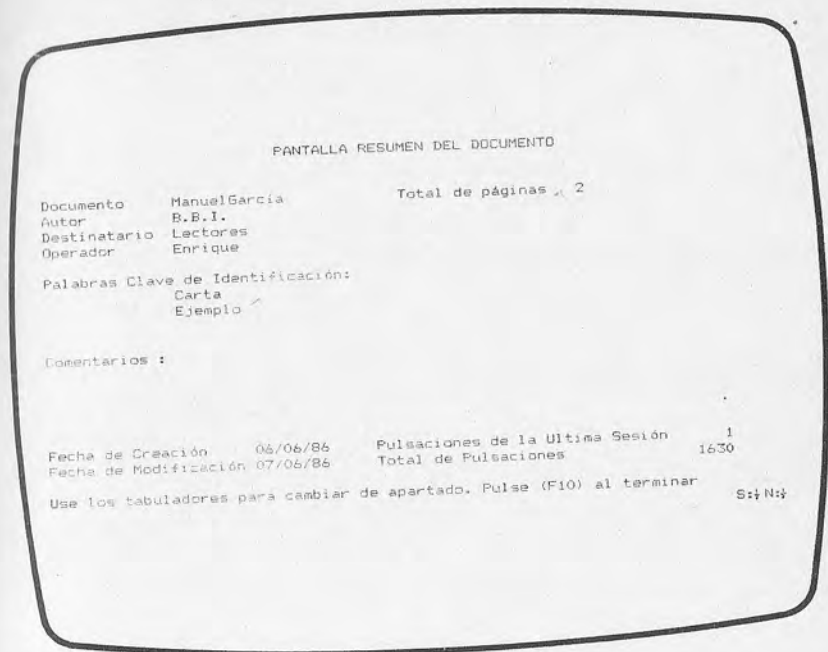 PANTALLA RESUMEN DEL DOCUMENTO
Documento ManuelGarcía Total de páginas 2
Autor B.B.I.
Destinatario Lectores
Operador Enrique
Palabras Clave de Identificación:
Carta
Ejemplo
Comentarios :
Fecha de Creación 06/06/86 Pulsaciones de la Ultima Sesión 1
Fecha de Modificación 07/06/86 Total de Pulsaciones 1630
Use los tabuladores para cambiar de apartado. Pulse (F10) al terminar
S:↓ N:↓